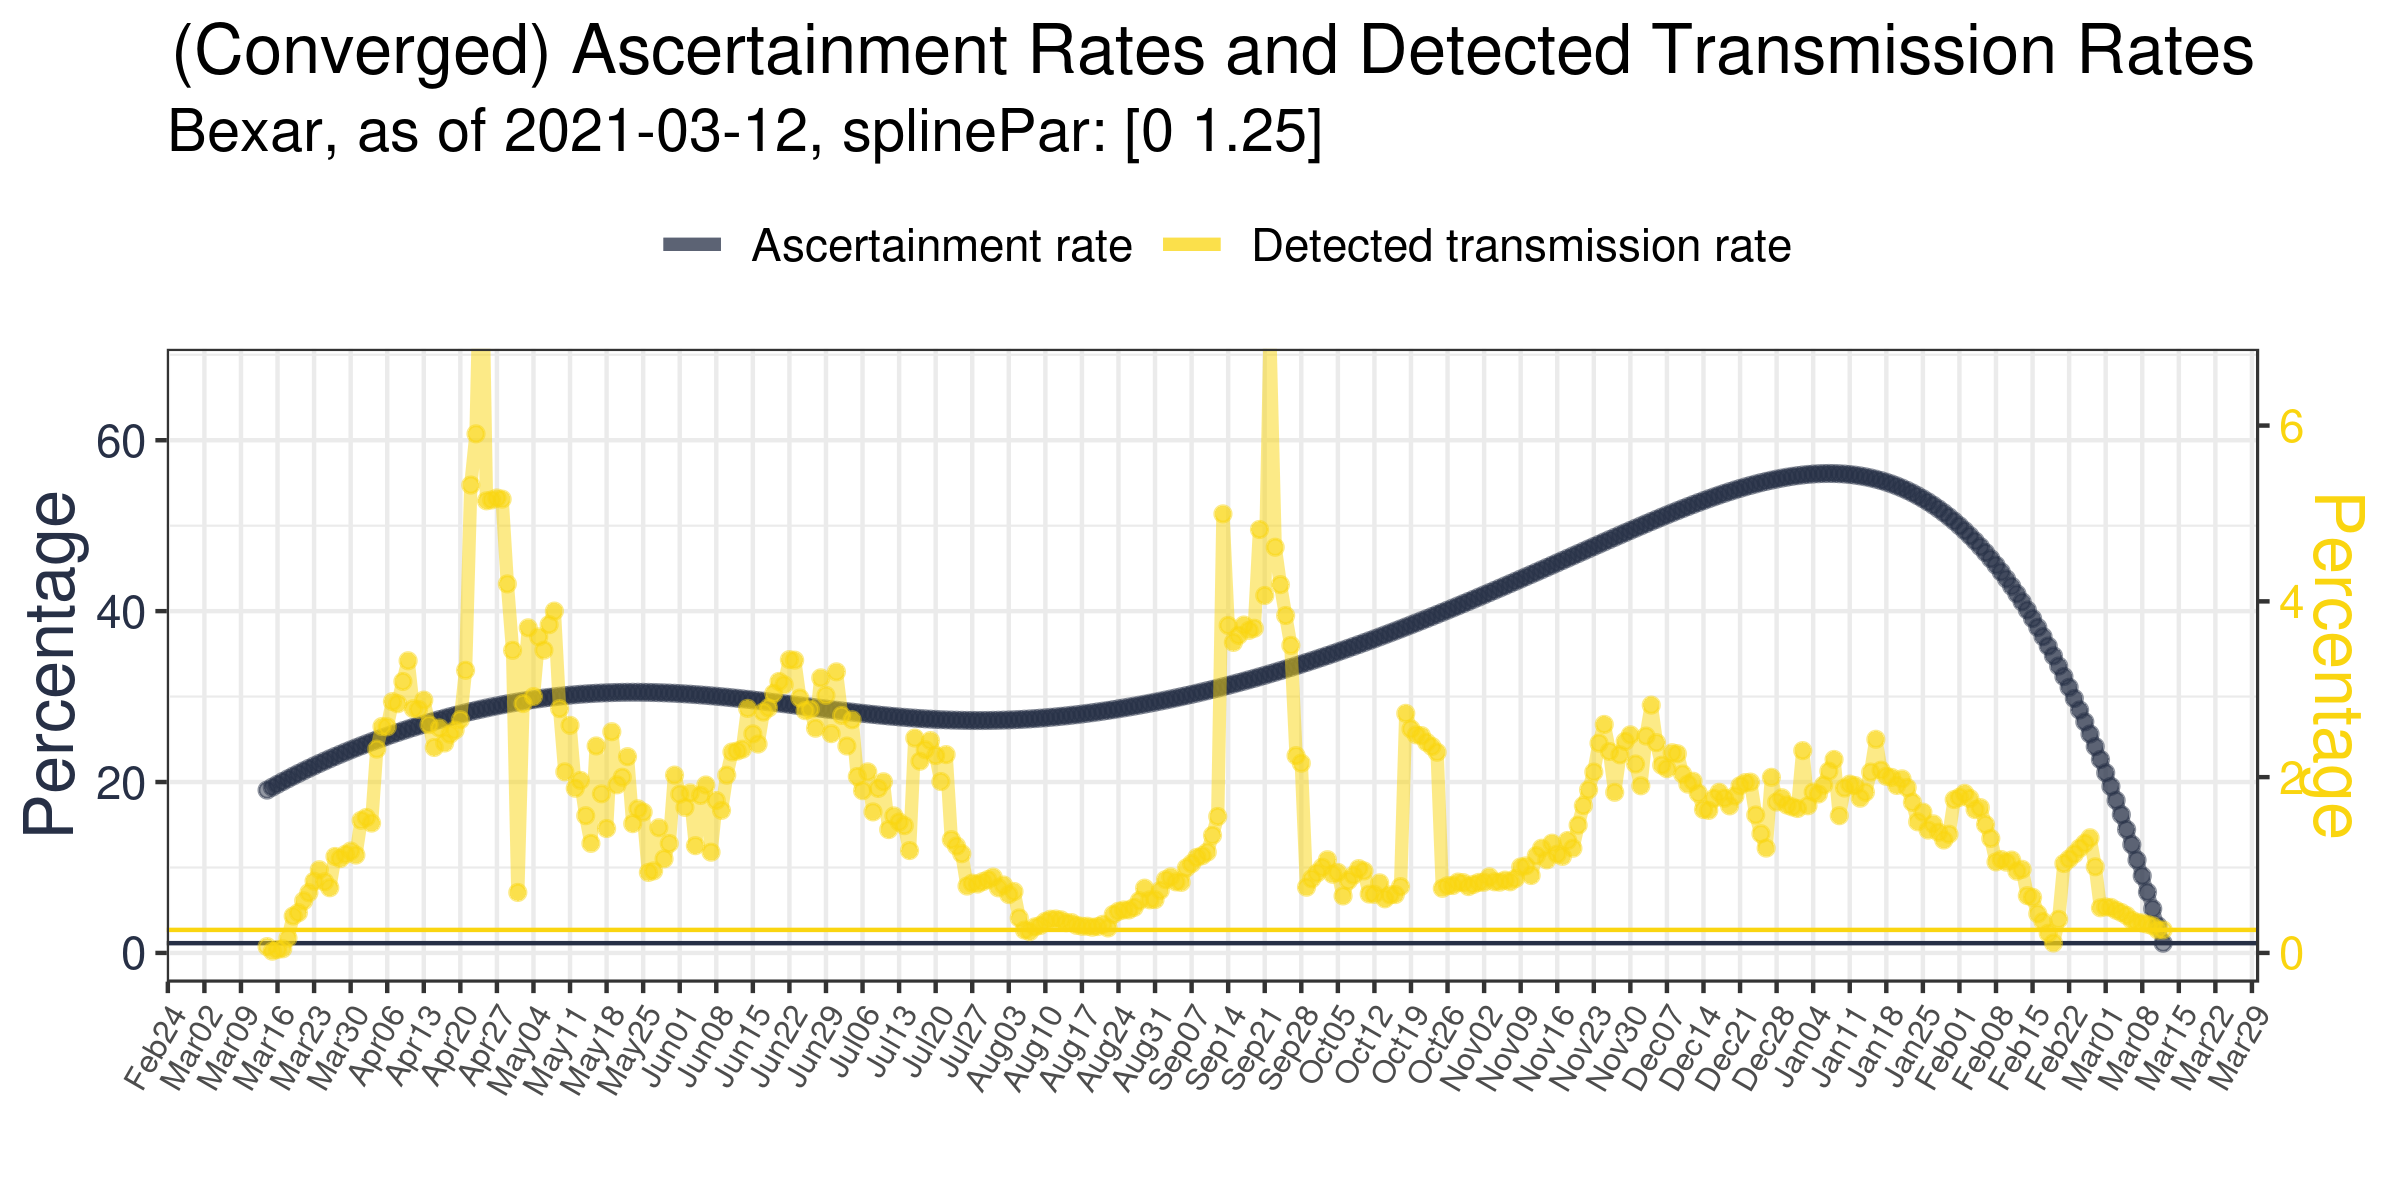 (Converged) Ascertainment Rates and Detected Transmission Rates
Bexar, as of 2021-03-12, splinePar: [0 1.25]
Ascertainment rate
Detected transmission rate
Percentage
60
40
20
0
6
4
2
0
Percentage
Feb24
Mar02
Mar09
Mar16
Mar23
Mar30
Apr06
Apr13
Apr20
Apr27
May04
May11
May18
May25
Jun01
Jun08
Jun15
Jun22
Jun29
Jul06
Jul13
Jul20
Jul27
Aug03
Aug10
Aug17
Aug24
Aug31
Sep07
Sep14
Sep21
Sep28
Oct05
Oct12
Oct19
Oct26
Nov02
Nov09
Nov16
Nov23
Nov30
Dec07
Dec14
Dec21
Dec28
Jan04
Jan11
Jan18
Jan25
Feb01
Feb08
Feb15
Feb22
Mar01
Mar08
Mar15
Mar22
Mar29